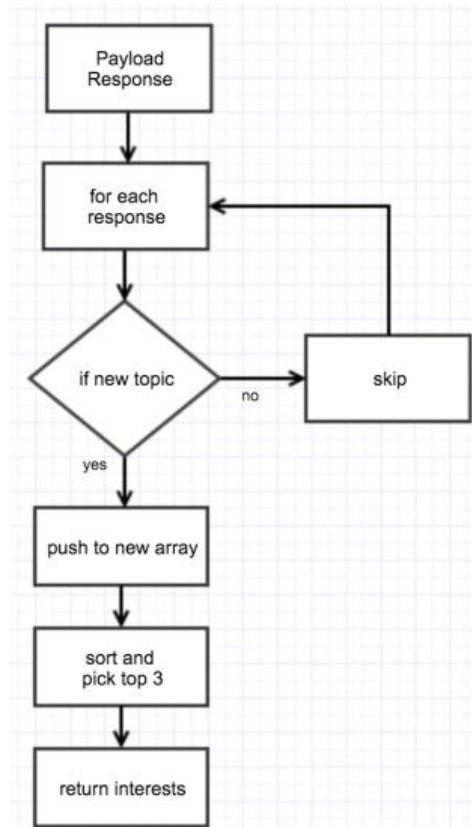 Payload
Response
for each
response
if new topic
no
skip
yes
push to new array
sort and
pick top 3
return interests